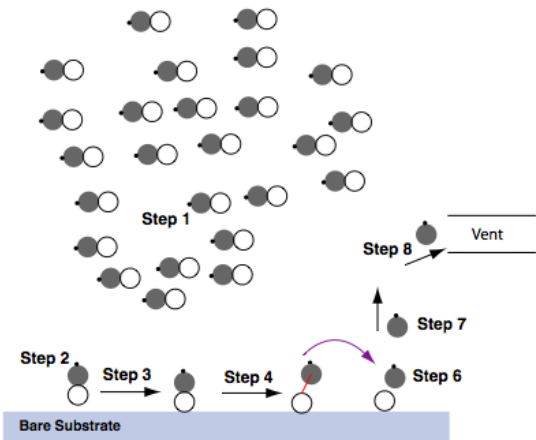 Step 1
Step 8
Vent
Step 7
Step 2
Step 3
Step 4
Step 6
Bare Substrate